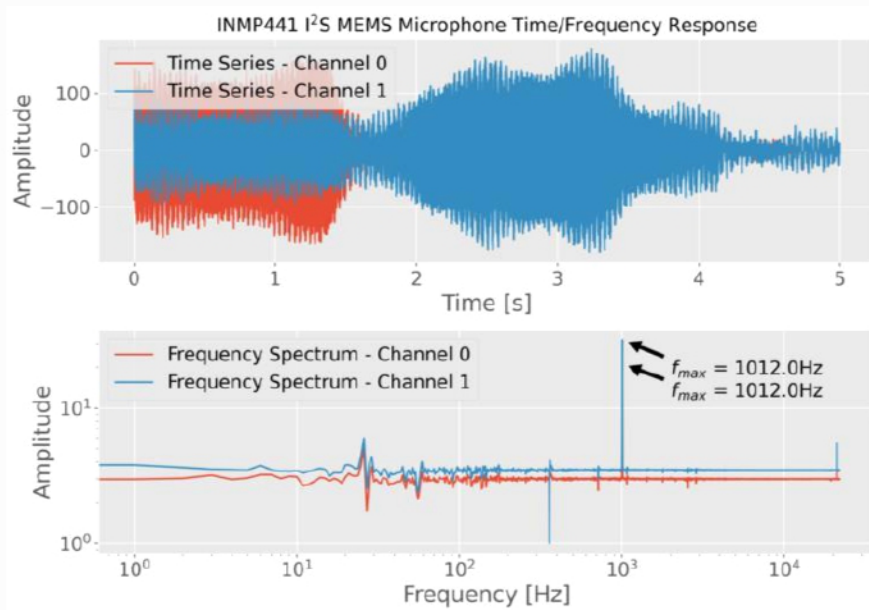 INMP441 I²S MEMS Microphone Time/Frequency Response
Time Series - Channel 0
Time Series - Channel 1
Amplitude
100
0
−100
0 1 2 3 4 5
Time [s]
Frequency Spectrum - Channel 0
Frequency Spectrum - Channel 1
f_max = 1012.0Hz
f_max = 1012.0Hz
Amplitude
10¹
10⁰
10⁰ 10¹ 10² 10³ 10⁴
Frequency [Hz]